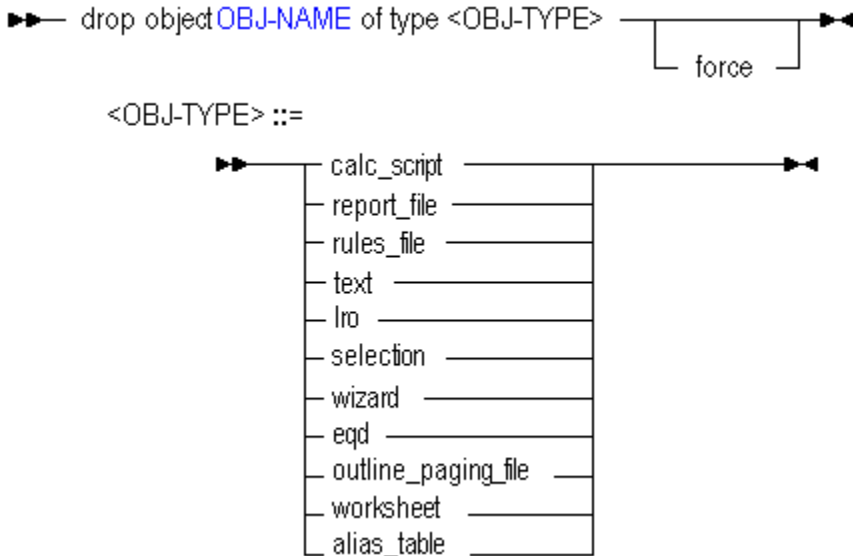 drop object OBJ-NAME of type <OBJ-TYPE>
force
<OBJ-TYPE> ::=
calc_script
report_file
rules_file
text
lro
selection
wizard
eqd
outline_paging_file
worksheet
alias_table